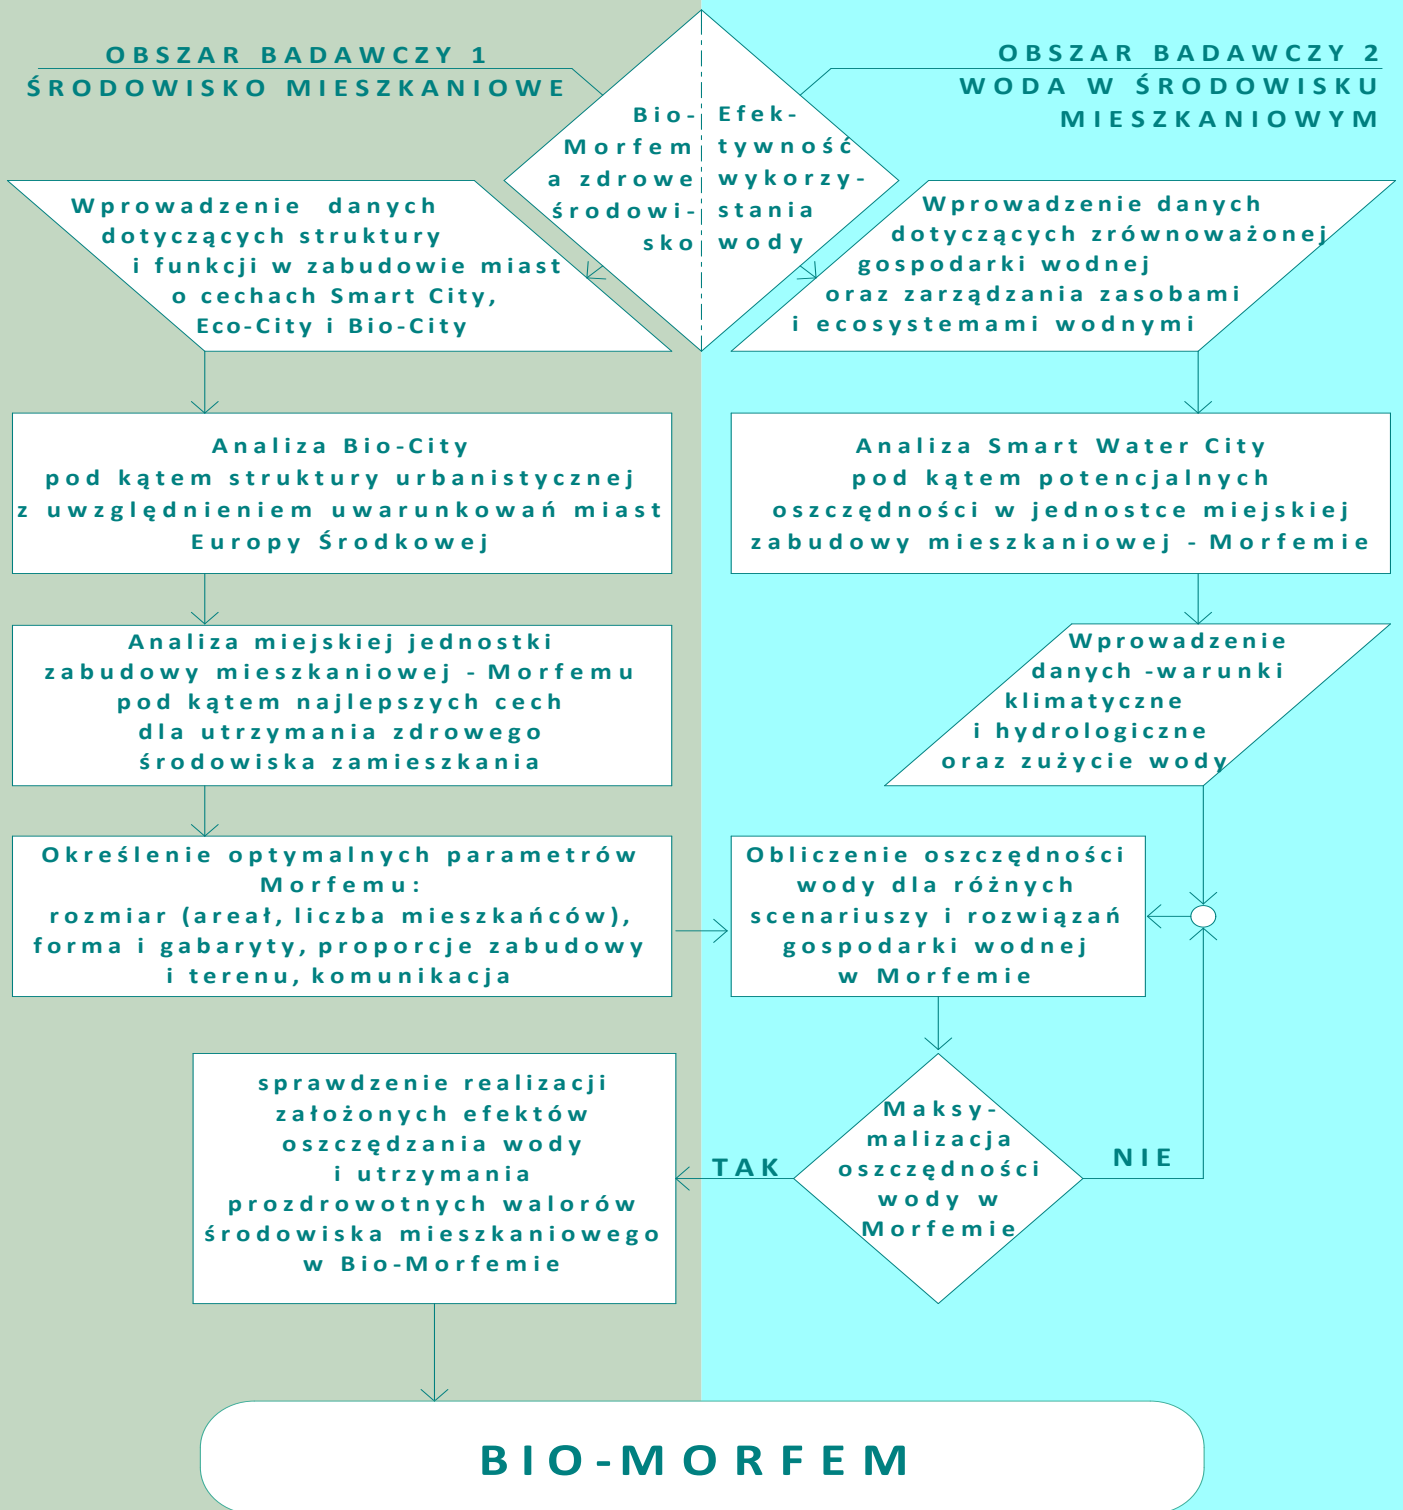 OBSZAR BADAWCZY 1
ŚRODOWISKO MIESZKANIOWE
OBSZAR BADAWCZY 2
WODA W ŚRODOWISKU
MIESZKANIOWYM
Bio-
Morfem
a zdrowe
środowi-
sko
Efek-
tywność
wykorzy-
stania
wody
Wprowadzenie danych
dotyczących struktury
i funkcji w zabudowie miast
o cechach Smart City,
Eco-City i Bio-City
Wprowadzenie danych
dotyczących zrównoważonej
gospodarki wodnej
oraz zarządzania zasobami
i ecosystemami wodnymi
Analiza Bio-City
pod kątem struktury urbanistycznej
z uwzględnieniem uwarunkowań miast
Europy Środkowej
Analiza Smart Water City
pod kątem potencjalnych
oszczędności w jednostce miejskiej
zabudowy mieszkaniowej - Morfemie
Analiza miejskiej jednostki
zabudowy mieszkaniowej - Morfemu
pod kątem najlepszych cech
dla utrzymania zdrowego
środowiska zamieszkania
Wprowadzenie
danych -warunki
klimatyczne
i hydrologiczne
oraz zużycie wody
Określenie optymalnych parametrów
Morfemu:
rozmiar (areał, liczba mieszkańców),
forma i gabaryty, proporcje zabudowy
i terenu, komunikacja
Obliczenie oszczędności
wody dla różnych
scenariuszy i rozwiązań
gospodarki wodnej
w Morfemie
sprawdzenie realizacji
założonych efektów
oszczędzania wody
i utrzymania
prozdrowotnych walorów
środowiska mieszkaniowego
w Bio-Morfemie
TAK
Maksy-
malizacja
oszczędności
wody w
Morfemie
NIE
BIO-MORFEM